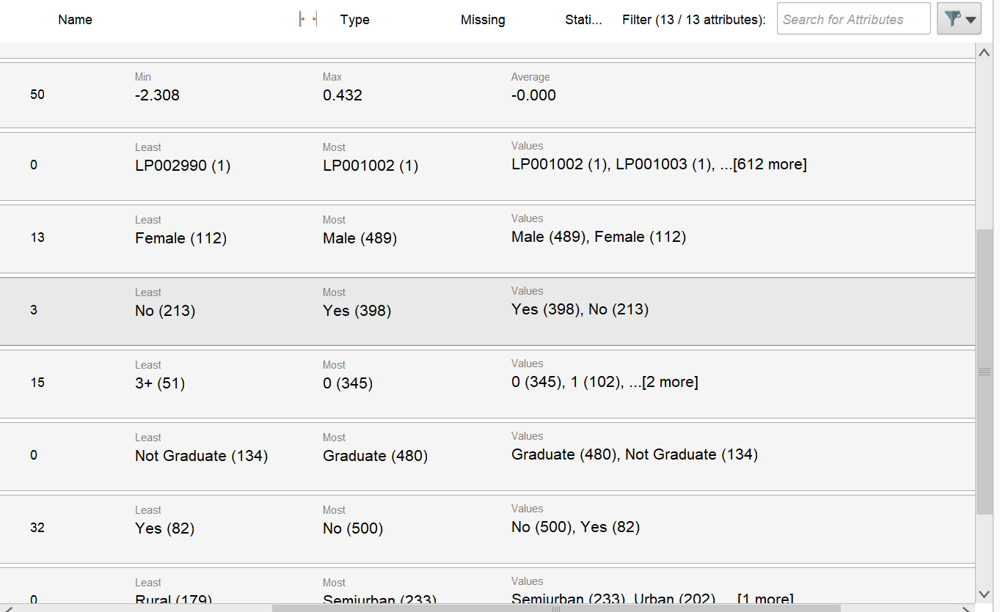 Name Type Missing Stati... Filter (13 / 13 attributes): Search for Attributes
Min Max Average
50 -2.308 0.432 -0.000
Least Most Values
0 LP002990 (1) LP001002 (1) LP001002 (1), LP001003 (1), ...[612 more]
Least Most Values
13 Female (112) Male (489) Male (489), Female (112)
Least Most Values
3 No (213) Yes (398) Yes (398), No (213)
Least Most Values
15 3+ (51) 0 (345) 0 (345), 1 (102), ...[2 more]
Least Most Values
0 Not Graduate (134) Graduate (480) Graduate (480), Not Graduate (134)
Least Most Values
32 Yes (82) No (500) No (500), Yes (82)
Least Most Values
0 Rural (179) Semiurban (233) Semiurban (233), Urban (202), ...[1 more]